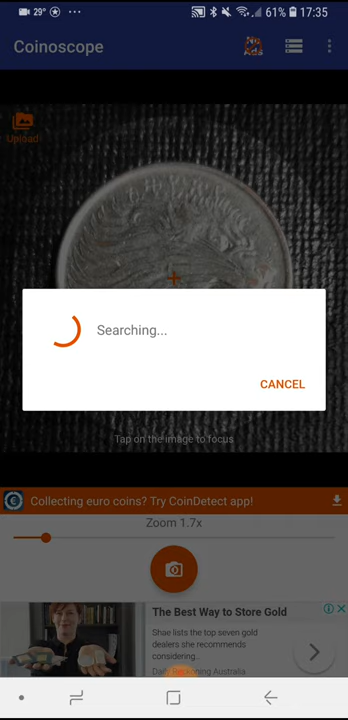 29°
61% 17:35
Coinoscope
No
Ads
Upload
Searching...
CANCEL
Tap on the image to focus
Collecting euro coins? Try CoinDetect app!
Zoom 1.7x
The Best Way to Store Gold
Shae lists the top seven gold
dealers she recommends
considering...
Daily Reckoning Australia